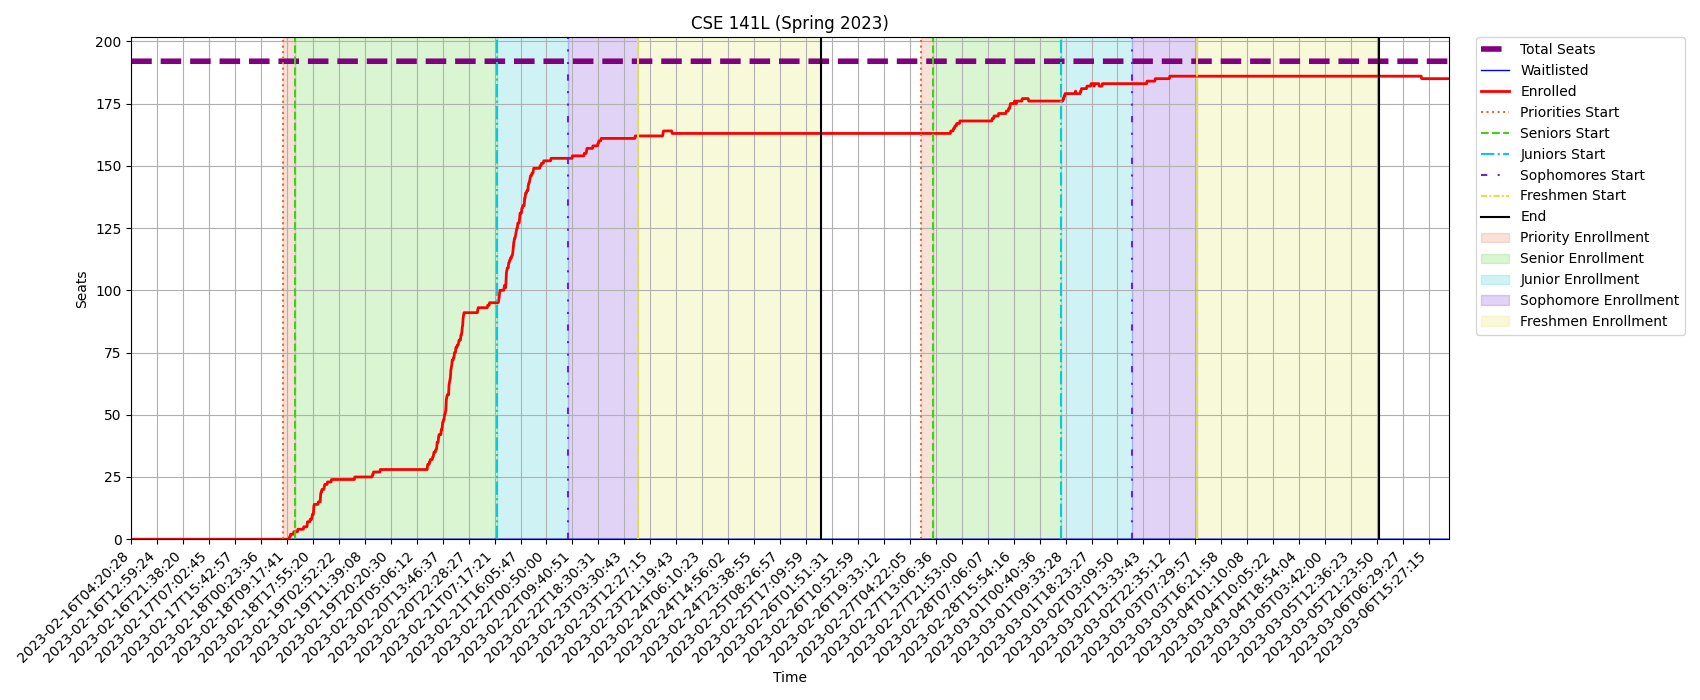 CSE 141L (Spring 2023)
200
175
150
125
100
75
50
25
0
Seats
2023-02-16T04:20:28
2023-02-16T12:59:24
2023-02-16T21:38:20
2023-02-17T07:02:45
2023-02-17T15:42:57
2023-02-18T00:23:36
2023-02-18T09:17:41
2023-02-18T17:55:20
2023-02-19T02:52:22
2023-02-19T11:39:08
2023-02-19T20:20:30
2023-02-20T05:06:12
2023-02-20T13:46:37
2023-02-20T22:28:27
2023-02-21T07:17:21
2023-02-21T16:05:47
2023-02-22T00:50:00
2023-02-22T09:40:51
2023-02-22T18:30:31
2023-02-23T03:30:43
2023-02-23T12:27:15
2023-02-23T21:19:43
2023-02-24T06:10:23
2023-02-24T14:56:02
2023-02-24T23:38:55
2023-02-25T08:26:57
2023-02-25T17:09:59
2023-02-26T01:51:31
2023-02-26T10:52:59
2023-02-26T19:33:12
2023-02-27T04:22:05
2023-02-27T13:06:36
2023-02-27T21:53:00
2023-02-28T07:06:07
2023-02-28T15:54:16
2023-03-01T00:40:36
2023-03-01T09:33:28
2023-03-01T18:23:27
2023-03-02T03:09:50
2023-03-02T13:33:45
2023-03-02T22:35:12
2023-03-03T07:29:57
2023-03-03T16:21:58
2023-03-04T01:10:08
2023-03-04T10:05:22
2023-03-04T18:54:04
2023-03-05T03:42:00
2023-03-05T12:36:23
2023-03-05T21:23:50
2023-03-06T06:29:27
2023-03-06T15:27:15
Time
Total Seats
Waitlisted
Enrolled
Priorities Start
Seniors Start
Juniors Start
Sophomores Start
Freshmen Start
End
Priority Enrollment
Senior Enrollment
Junior Enrollment
Sophomore Enrollment
Freshmen Enrollment